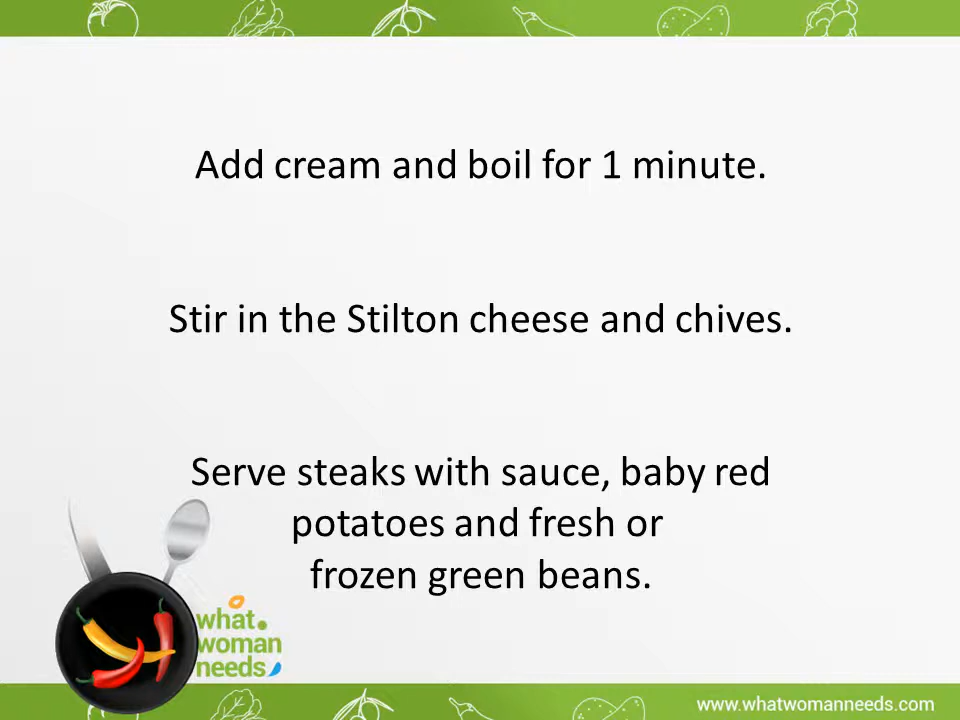 Add cream and boil for 1 minute.
Stir in the Stilton cheese and chives.
Serve steaks with sauce, baby red
potatoes and fresh or
frozen green beans.
what.
woman
needs
www.whatwomanneeds.com